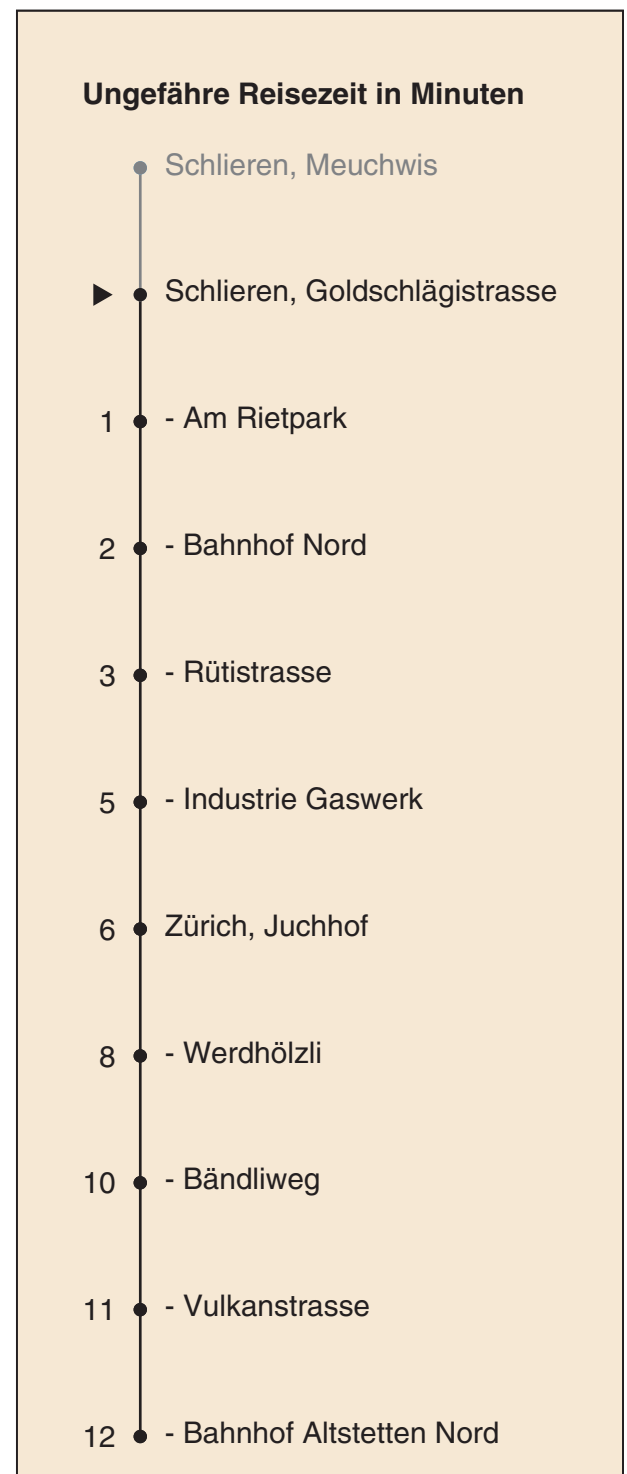 Ungefähre Reisezeit in Minuten
Schlieren, Meuchwis
Schlieren, Goldschlägistrasse
1 - Am Rietpark
2 - Bahnhof Nord
3 - Rütistrasse
5 - Industrie Gaswerk
6 Zürich, Juchhof
8 - Werdhölzli
10 - Bändliweg
11 - Vulkanstrasse
12 - Bahnhof Altstetten Nord